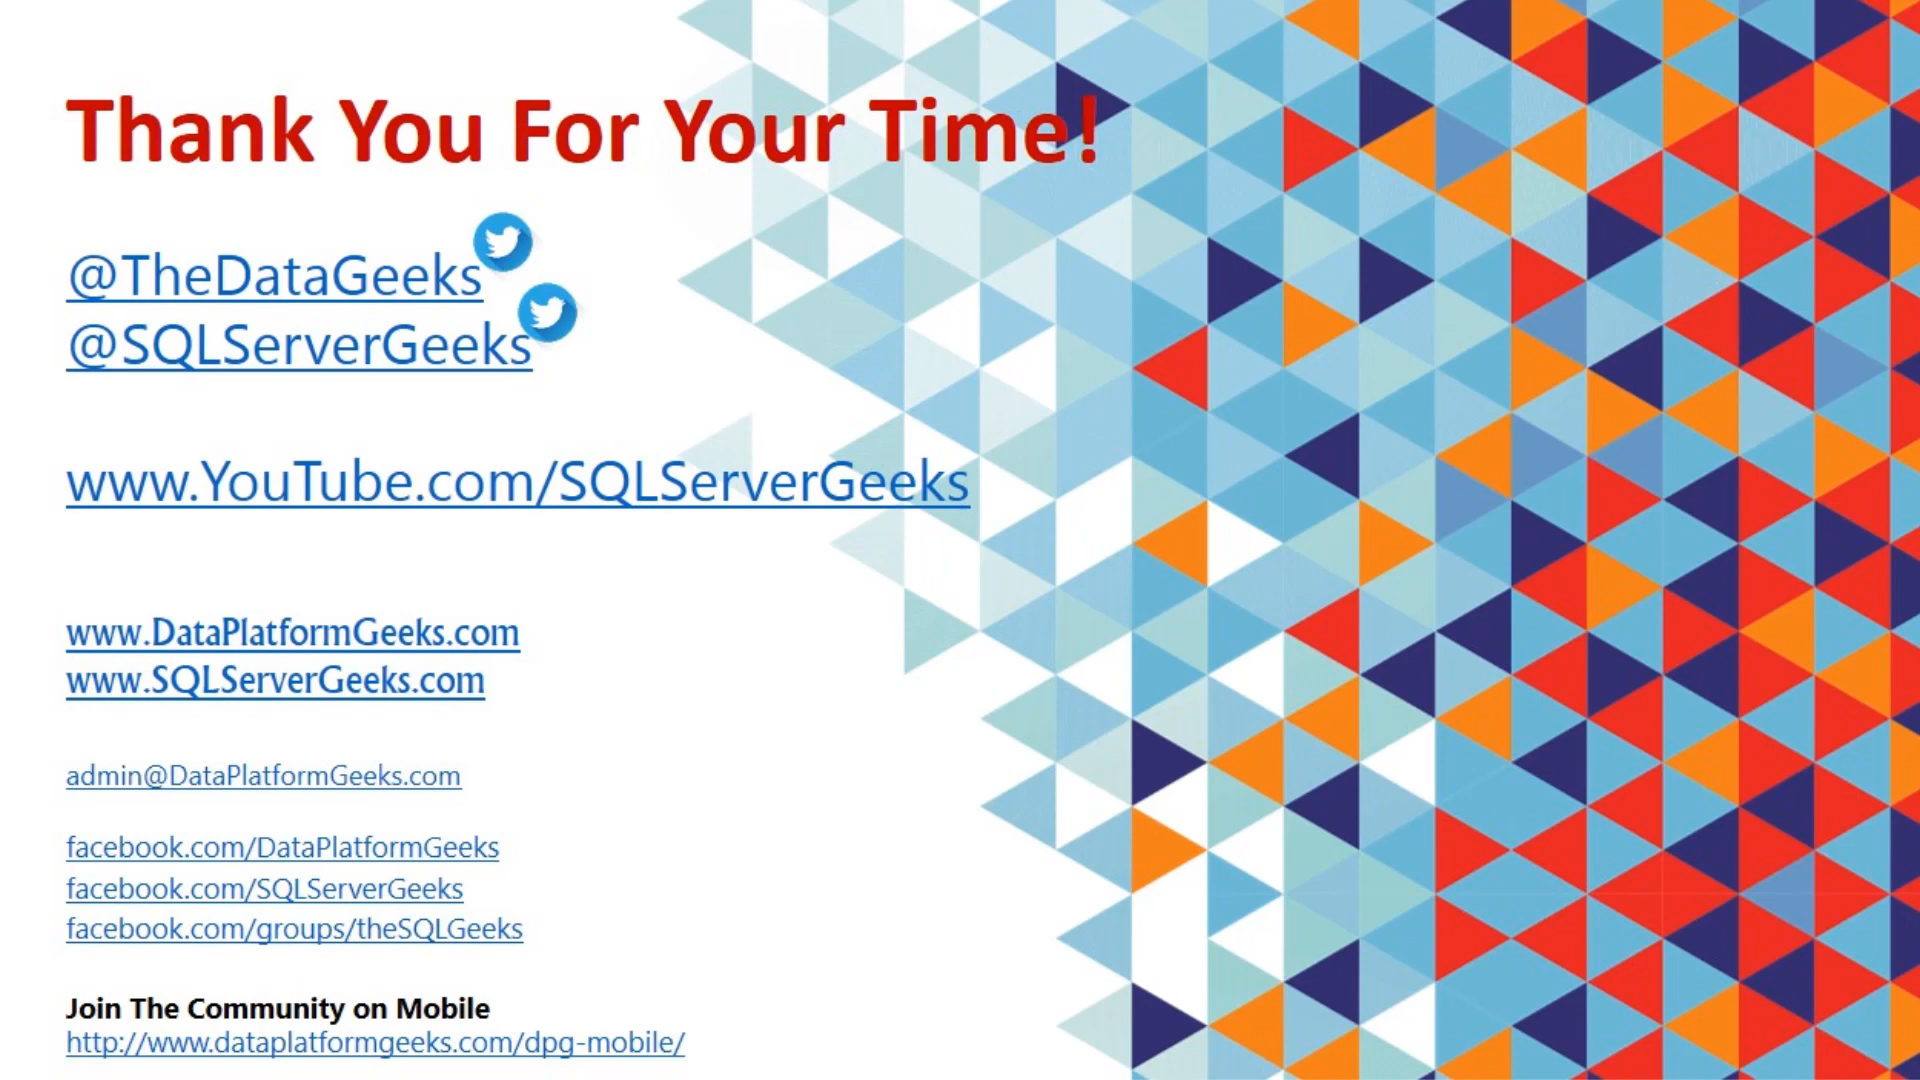 Thank You For Your Time!
@TheDataGeeks
@SQLServerGeeks
www.YouTube.com/SQLServerGeeks
www.DataPlatformGeeks.com
www.SQLServerGeeks.com
admin@DataPlatformGeeks.com
facebook.com/DataPlatformGeeks
facebook.com/SQLServerGeeks
facebook.com/groups/theSQLGeeks
Join The Community on Mobile
http://www.dataplatformgeeks.com/dpg-mobile/